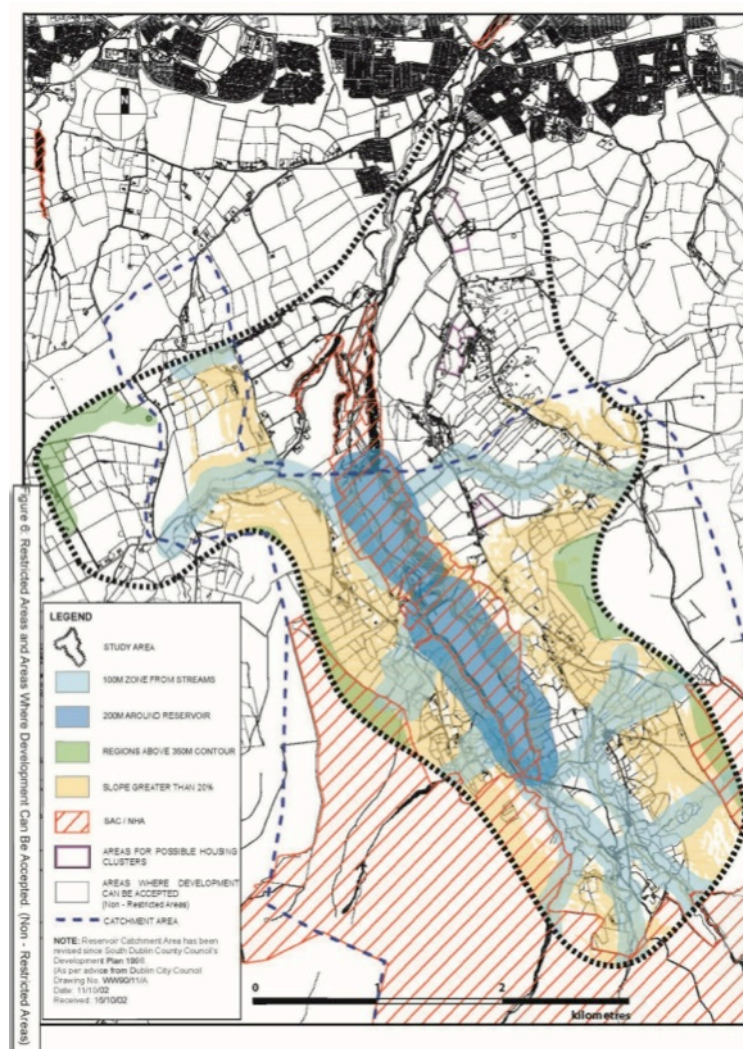 N
Figure 6: Restricted Areas and Areas Where Development Can Be Accepted. (Non - Restricted Areas)
LEGEND
STUDY AREA
100M ZONE FROM STREAMS
200M AROUND RESERVOIR
REGIONS ABOVE 350M CONTOUR
SLOPE GREATER THAN 20%
SAC / NHA
AREAS FOR POSSIBLE HOUSING
CLUSTERS
AREAS WHERE DEVELOPMENT
CAN BE ACCEPTED
(Non - Restricted Areas)
CATCHMENT AREA
NOTE: Reservoir Catchment Area has been
revised since South Dublin County Council's
Development Plan 1998.
(As per advice from Dublin City Council
Drawing No. WW90/11/A
Date: 11/10/02
Received: 16/10/02
0 1 2
kilometres